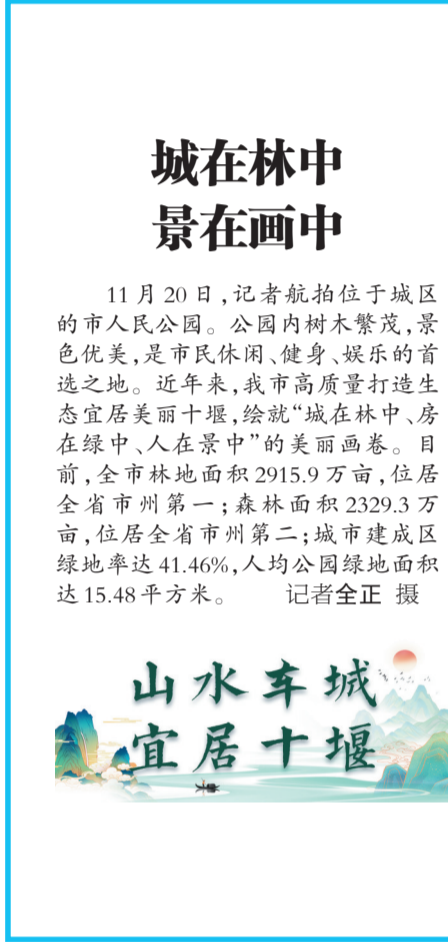 城在林中
景在画中
11月20日，记者航拍位于城区
的市人民公园。公园内树木繁茂，景
色优美，是市民休闲、健身、娱乐的首
选之地。近年来，我市高质量打造生
态宜居美丽十堰，绘就“城在林中、房
在绿中、人在景中”的美丽画卷。目
前，全市林地面积2915.9万亩，位居
全省市州第一；森林面积2329.3万
亩，位居全省市州第二；城市建成区
绿地率达41.46%，人均公园绿地面积
达15.48平方米。 记者全正 摄
山水车城
宜居十堰